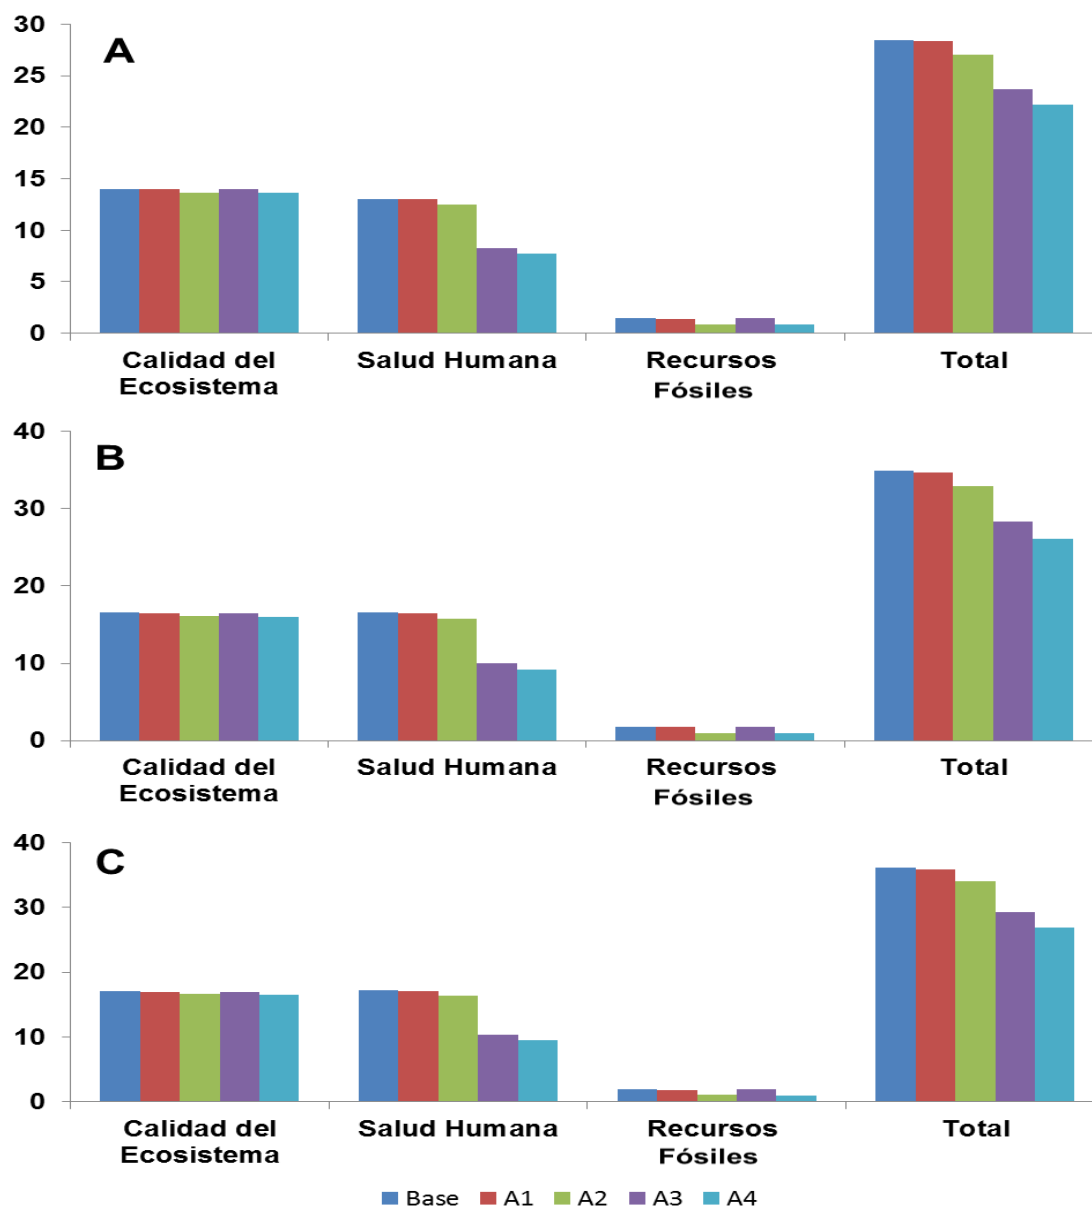 A
30
25
20
15
10
5
0
Calidad del Salud Humana Recursos Total
Ecosistema Fósiles
B
40
30
20
10
0
Calidad del Salud Humana Recursos Total
Ecosistema Fósiles
C
40
30
20
10
0
Calidad del Salud Humana Recursos Total
Ecosistema Fósiles
Base A1 A2 A3 A4